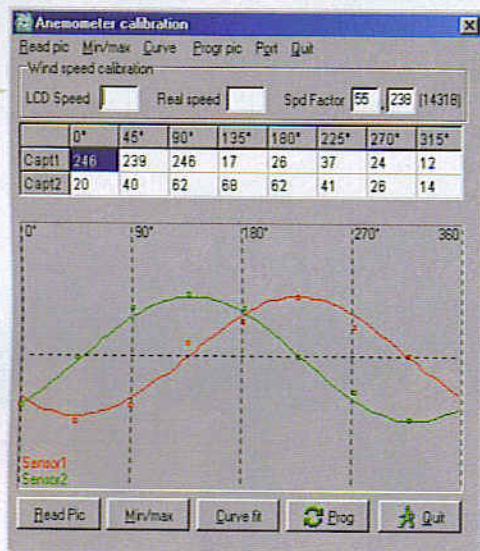 Anemometer calibration
Read pic Min/max Curve Progr pic Port Quit
Wind speed calibration
LCD Speed Real speed Spd Factor 55 , 238 (14318)
0° 45° 90° 135° 180° 225° 270° 315°
Capt1 246 239 246 17 26 37 24 12
Capt2 20 40 62 68 62 41 26 14
0° 90° 180° 270° 360
Sensor1
Sensor2
Read Pic Min/max Curve fit Prog Quit